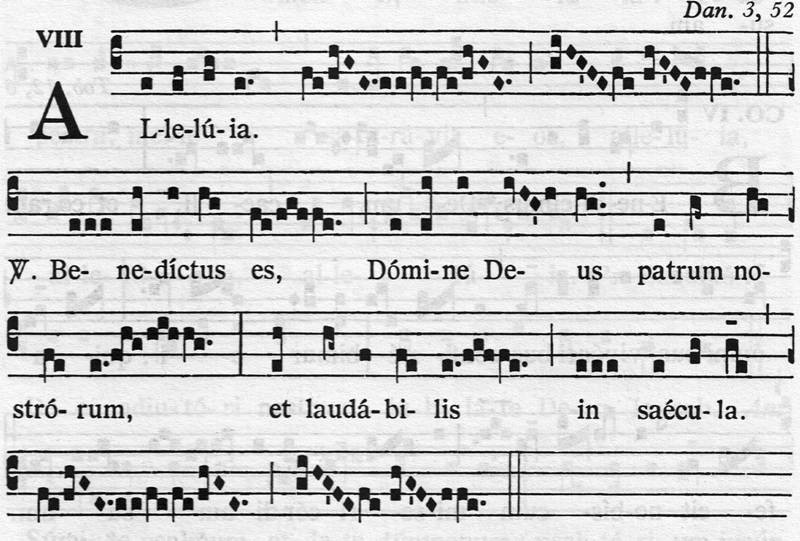 Dan. 3, 52
VIII
AL-le-lú-ia.
℣. Be- ne-díctus es, Dómi-ne De- us patrum no-
stró- rum, et laudá-bi- lis in saécu- la.